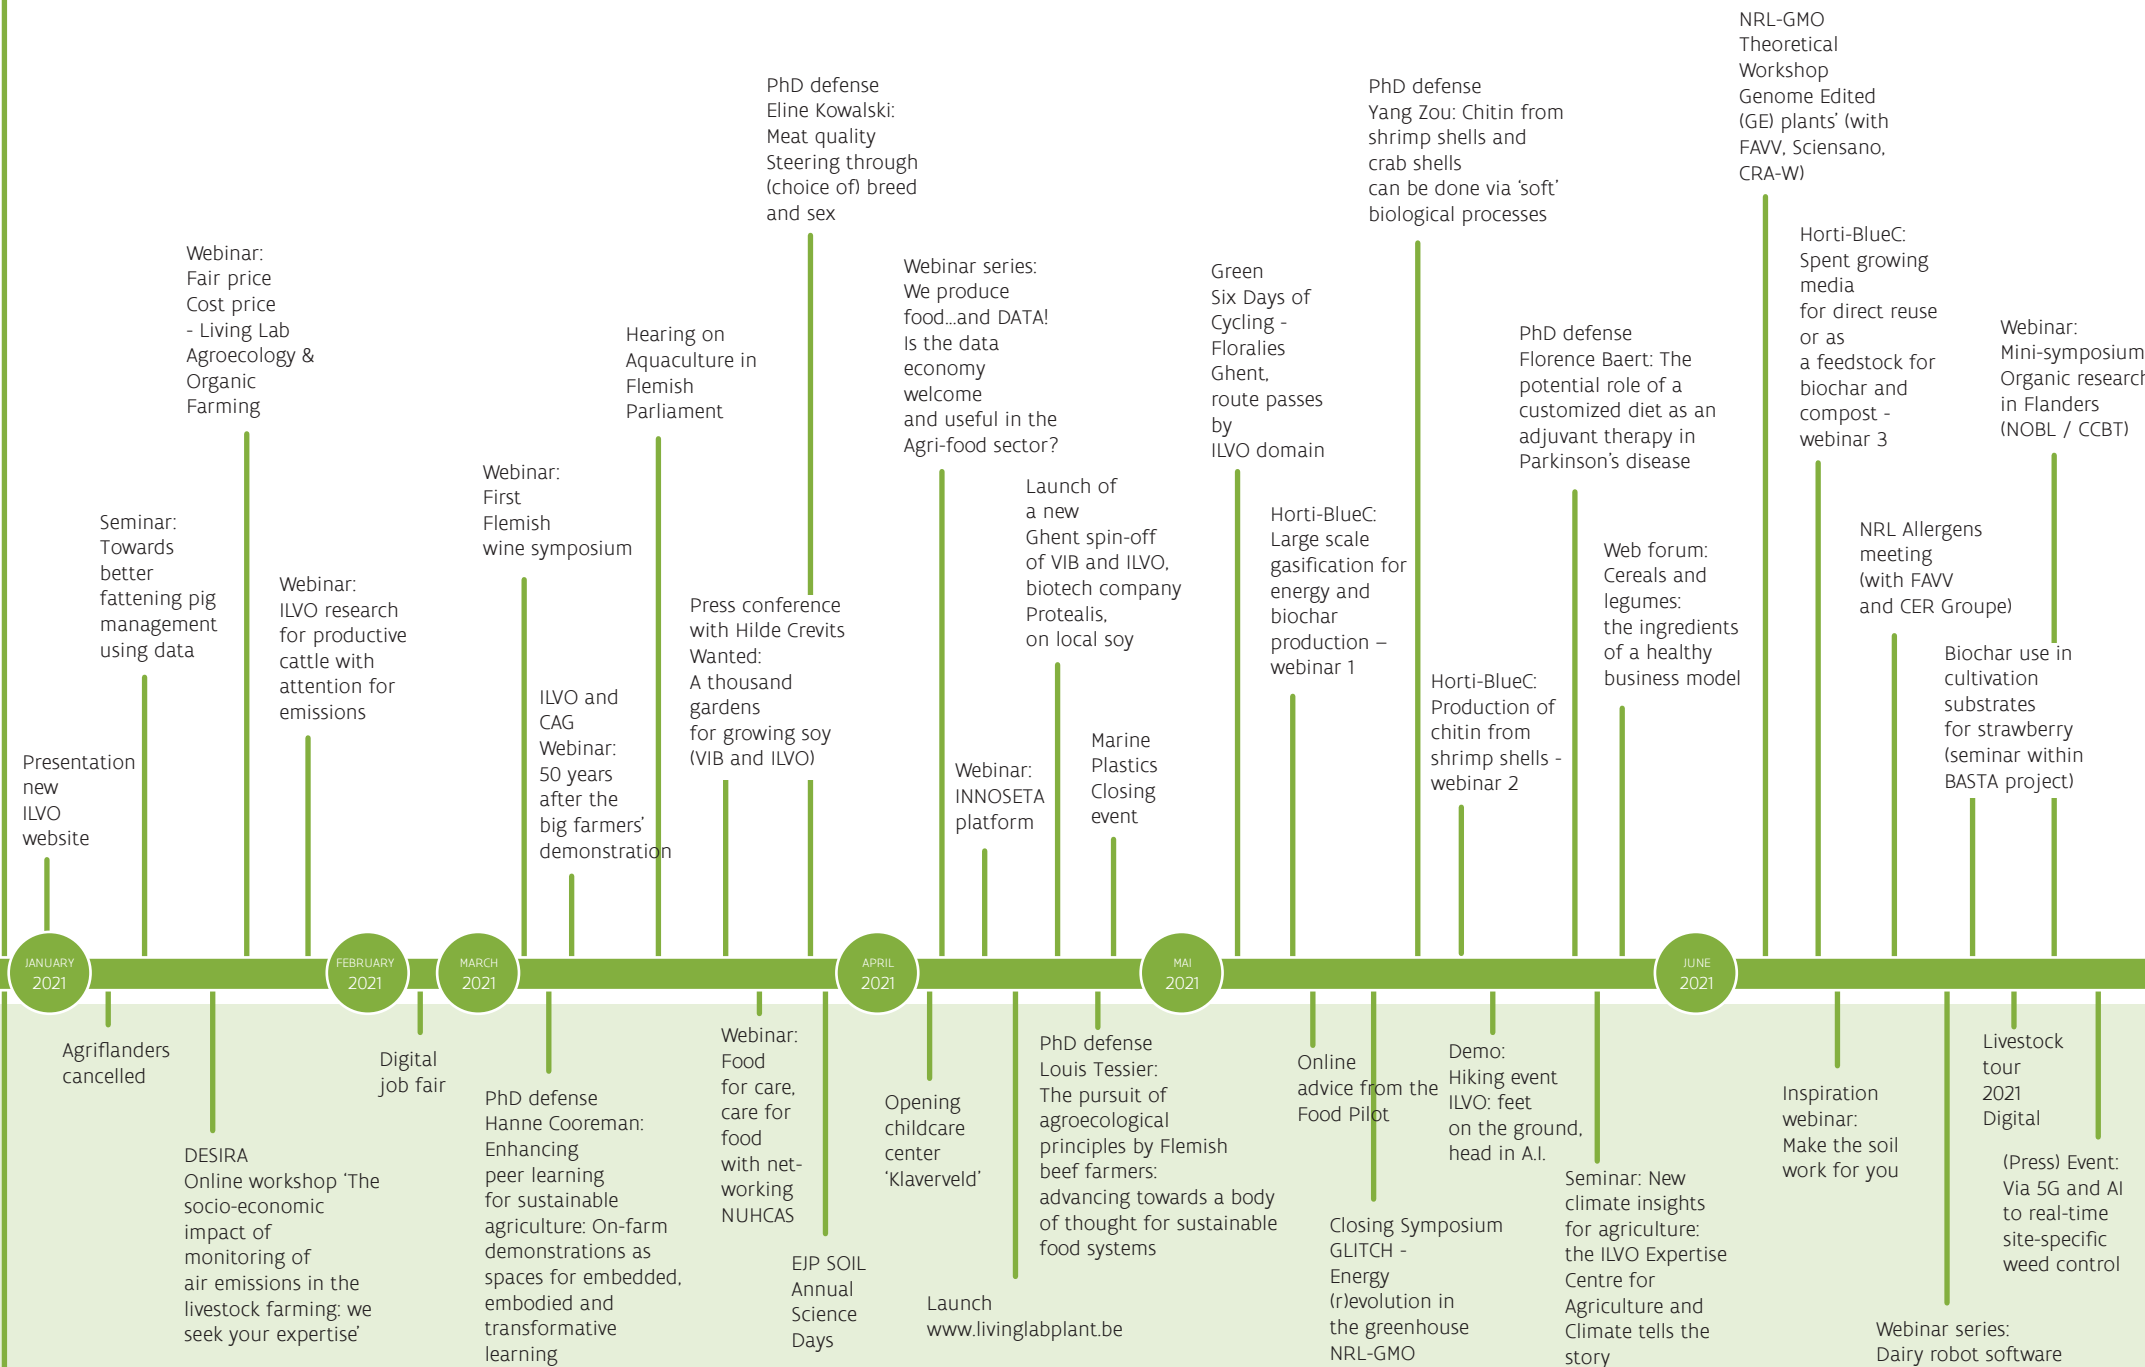 Presentation
new
ILVO
website
Seminar:
Towards
better
fattening pig
management
using data
Webinar:
Fair price
Cost price
- Living Lab
Agroecology &
Organic
Farming
Webinar:
ILVO research
for productive
cattle with
attention for
emissions
Webinar:
First
Flemish
wine symposium
ILVO and
CAG
Webinar:
50 years
after the
big farmers'
demonstration
Hearing on
Aquaculture in
Flemish
Parliament
Press conference
with Hilde Crevits
Wanted:
A thousand
gardens
for growing soy
(VIB and ILVO)
PhD defense
Eline Kowalski:
Meat quality
Steering through
(choice of) breed
and sex
Webinar series:
We produce
food...and DATA!
Is the data
economy
welcome
and useful in the
Agri-food sector?
Webinar:
INNOSETA
platform
Launch of
a new
Ghent spin-off
of VIB and ILVO,
biotech company
Protealis,
on local soy
Marine
Plastics
Closing
event
Green
Six Days of
Cycling -
Floralies
Ghent,
route passes
by
ILVO domain
Horti-BlueC:
Large scale
gasification for
energy and
biochar
production –
webinar 1
PhD defense
Yang Zou: Chitin from
shrimp shells and
crab shells
can be done via 'soft'
biological processes
Horti-BlueC:
Production of
chitin from
shrimp shells -
webinar 2
PhD defense
Florence Baert: The
potential role of a
customized diet as an
adjuvant therapy in
Parkinson's disease
Web forum:
Cereals and
legumes:
the ingredients
of a healthy
business model
NRL-GMO
Theoretical
Workshop
Genome Edited
(GE) plants' (with
FAVV, Sciensano,
CRA-W)
Horti-BlueC:
Spent growing
media
for direct reuse
or as
a feedstock for
biochar and
compost -
webinar 3
NRL Allergens
meeting
(with FAVV
and CER Groupe)
Biochar use in
cultivation
substrates
for strawberry
(seminar within
BASTA project)
Webinar:
Mini-symposium
Organic research
in Flanders
(NOBL / CCBT)
JANUARY
2021
FEBRUARY
2021
MARCH
2021
APRIL
2021
MAI
2021
JUNE
2021
Agriflanders
cancelled
DESIRA
Online workshop 'The
socio-economic
impact of
monitoring of
air emissions in the
livestock farming: we
seek your expertise'
Digital
job fair
PhD defense
Hanne Cooreman:
Enhancing
peer learning
for sustainable
agriculture: On-farm
demonstrations as
spaces for embedded,
embodied and
transformative
learning
Webinar:
Food
for care,
care for
food
with net-
working
NUHCAS
EJP SOIL
Annual
Science
Days
Opening
childcare
center
'Klaverveld'
Launch
www.livinglabplant.be
PhD defense
Louis Tessier:
The pursuit of
agroecological
principles by Flemish
beef farmers:
advancing towards a body
of thought for sustainable
food systems
Online
advice from the
Food Pilot
Closing Symposium
GLITCH -
Energy
(r)evolution in
the greenhouse
NRL-GMO
Demo:
Hiking event
ILVO: feet
on the ground,
head in A.I.
Seminar: New
climate insights
for agriculture:
the ILVO Expertise
Centre for
Agriculture and
Climate tells the
story
Inspiration
webinar:
Make the soil
work for you
Webinar series:
Dairy robot software
Livestock
tour
2021
Digital
(Press) Event:
Via 5G and AI
to real-time
site-specific
weed control